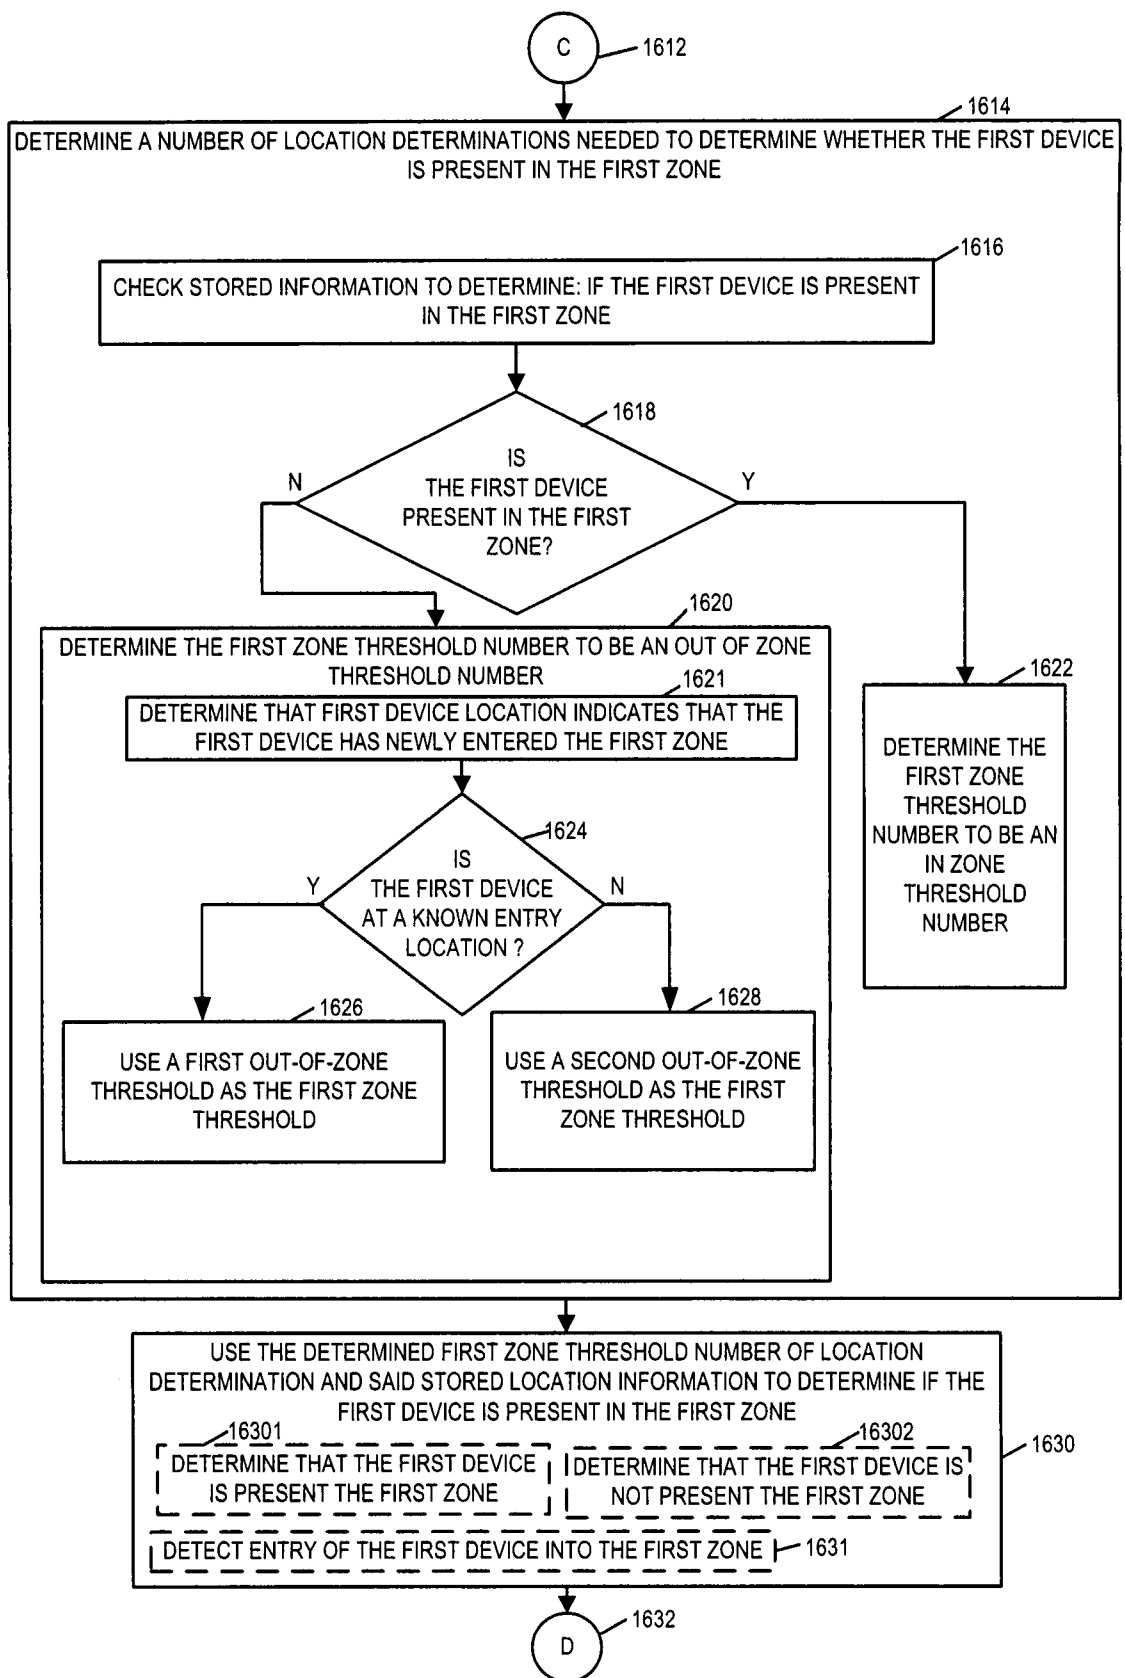 C
1612
1614
DETERMINE A NUMBER OF LOCATION DETERMINATIONS NEEDED TO DETERMINE WHETHER THE FIRST DEVICE
IS PRESENT IN THE FIRST ZONE
1616
CHECK STORED INFORMATION TO DETERMINE: IF THE FIRST DEVICE IS PRESENT
IN THE FIRST ZONE
1618
IS
THE FIRST DEVICE
PRESENT IN THE FIRST
ZONE?
N
Y
1620
DETERMINE THE FIRST ZONE THRESHOLD NUMBER TO BE AN OUT OF ZONE
THRESHOLD NUMBER
1621
DETERMINE THAT FIRST DEVICE LOCATION INDICATES THAT THE
FIRST DEVICE HAS NEWLY ENTERED THE FIRST ZONE
1622
DETERMINE THE
FIRST ZONE
THRESHOLD
NUMBER TO BE AN
IN ZONE
THRESHOLD
NUMBER
1624
IS
THE FIRST DEVICE
AT A KNOWN ENTRY
LOCATION ?
Y
N
1626
USE A FIRST OUT-OF-ZONE
THRESHOLD AS THE FIRST ZONE
THRESHOLD
1628
USE A SECOND OUT-OF-ZONE
THRESHOLD AS THE FIRST
ZONE THRESHOLD
USE THE DETERMINED FIRST ZONE THRESHOLD NUMBER OF LOCATION
DETERMINATION AND SAID STORED LOCATION INFORMATION TO DETERMINE IF THE
FIRST DEVICE IS PRESENT IN THE FIRST ZONE
1630
16301
DETERMINE THAT THE FIRST DEVICE
IS PRESENT THE FIRST ZONE
16302
DETERMINE THAT THE FIRST DEVICE IS
NOT PRESENT THE FIRST ZONE
DETECT ENTRY OF THE FIRST DEVICE INTO THE FIRST ZONE
1631
D
1632